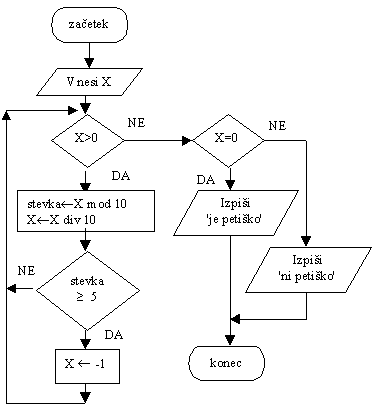 začetek
V nesi X
X>0
NE
X=0
NE
DA
DA
stevka←X mod 10
X←X div 10
Izpiši
'je petiško'
NE
stevka
≥ 5
Izpiši
'ni petiško'
DA
X ← -1
konec